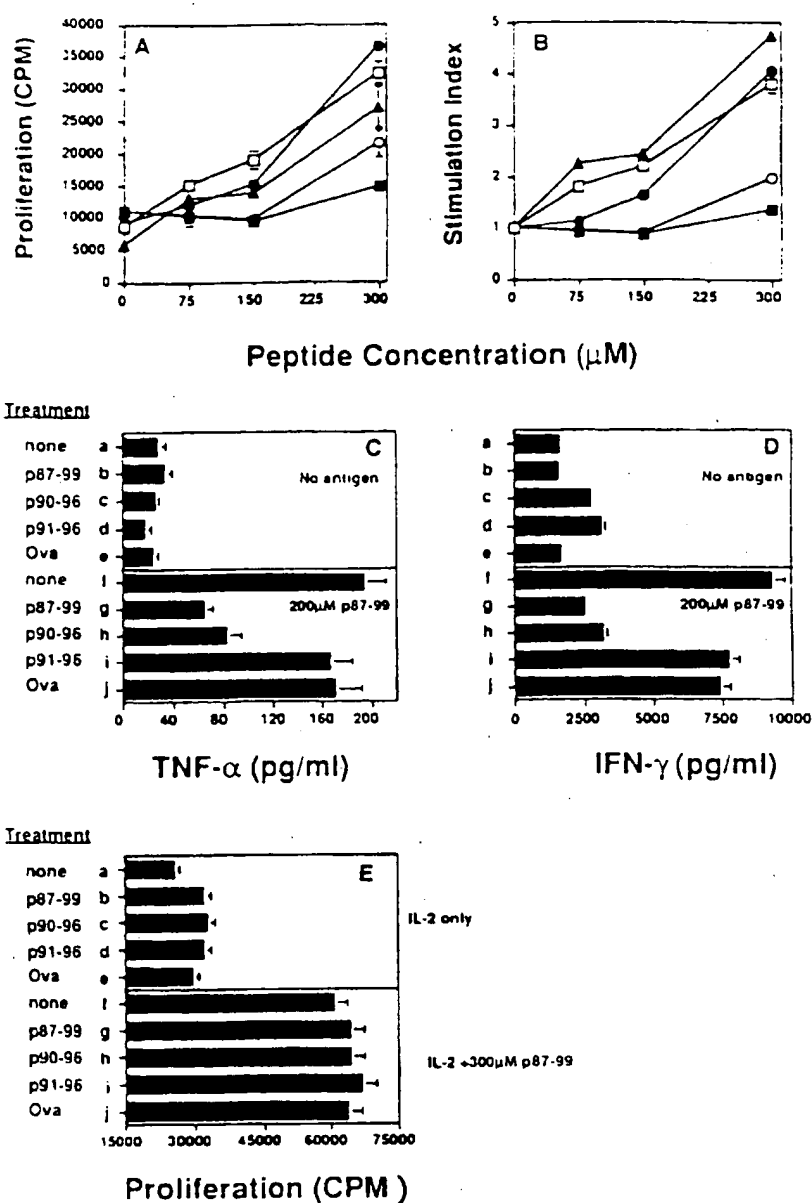 A
Proliferation (CPM)
40000
35000
30000
25000
20000
15000
10000
5000
0
0 75 150 225 300
B
Stimulation Index
5
4
3
2
1
0
0 75 150 225 300
Peptide Concentration (µM)
Treatment
C
none a
p87-99 b
p90-96 c
p91-96 d
Ova e
No antigen
none f
p87-99 g
p90-96 h
p91-96 i
Ova j
200µM p87-99
0 40 80 120 160 200
TNF-α (pg/ml)
D
a
b
c
d
e
No antigen
f
g
h
i
j
200µM p87-99
0 2500 5000 7500 10000
IFN-γ (pg/ml)
Treatment
E
none a
p87-99 b
p90-96 c
p91-96 d
Ova e
IL-2 only
none f
p87-99 g
p90-96 h
p91-96 i
Ova j
IL-2 +300µM p87-99
15000 30000 45000 60000 75000
Proliferation (CPM)